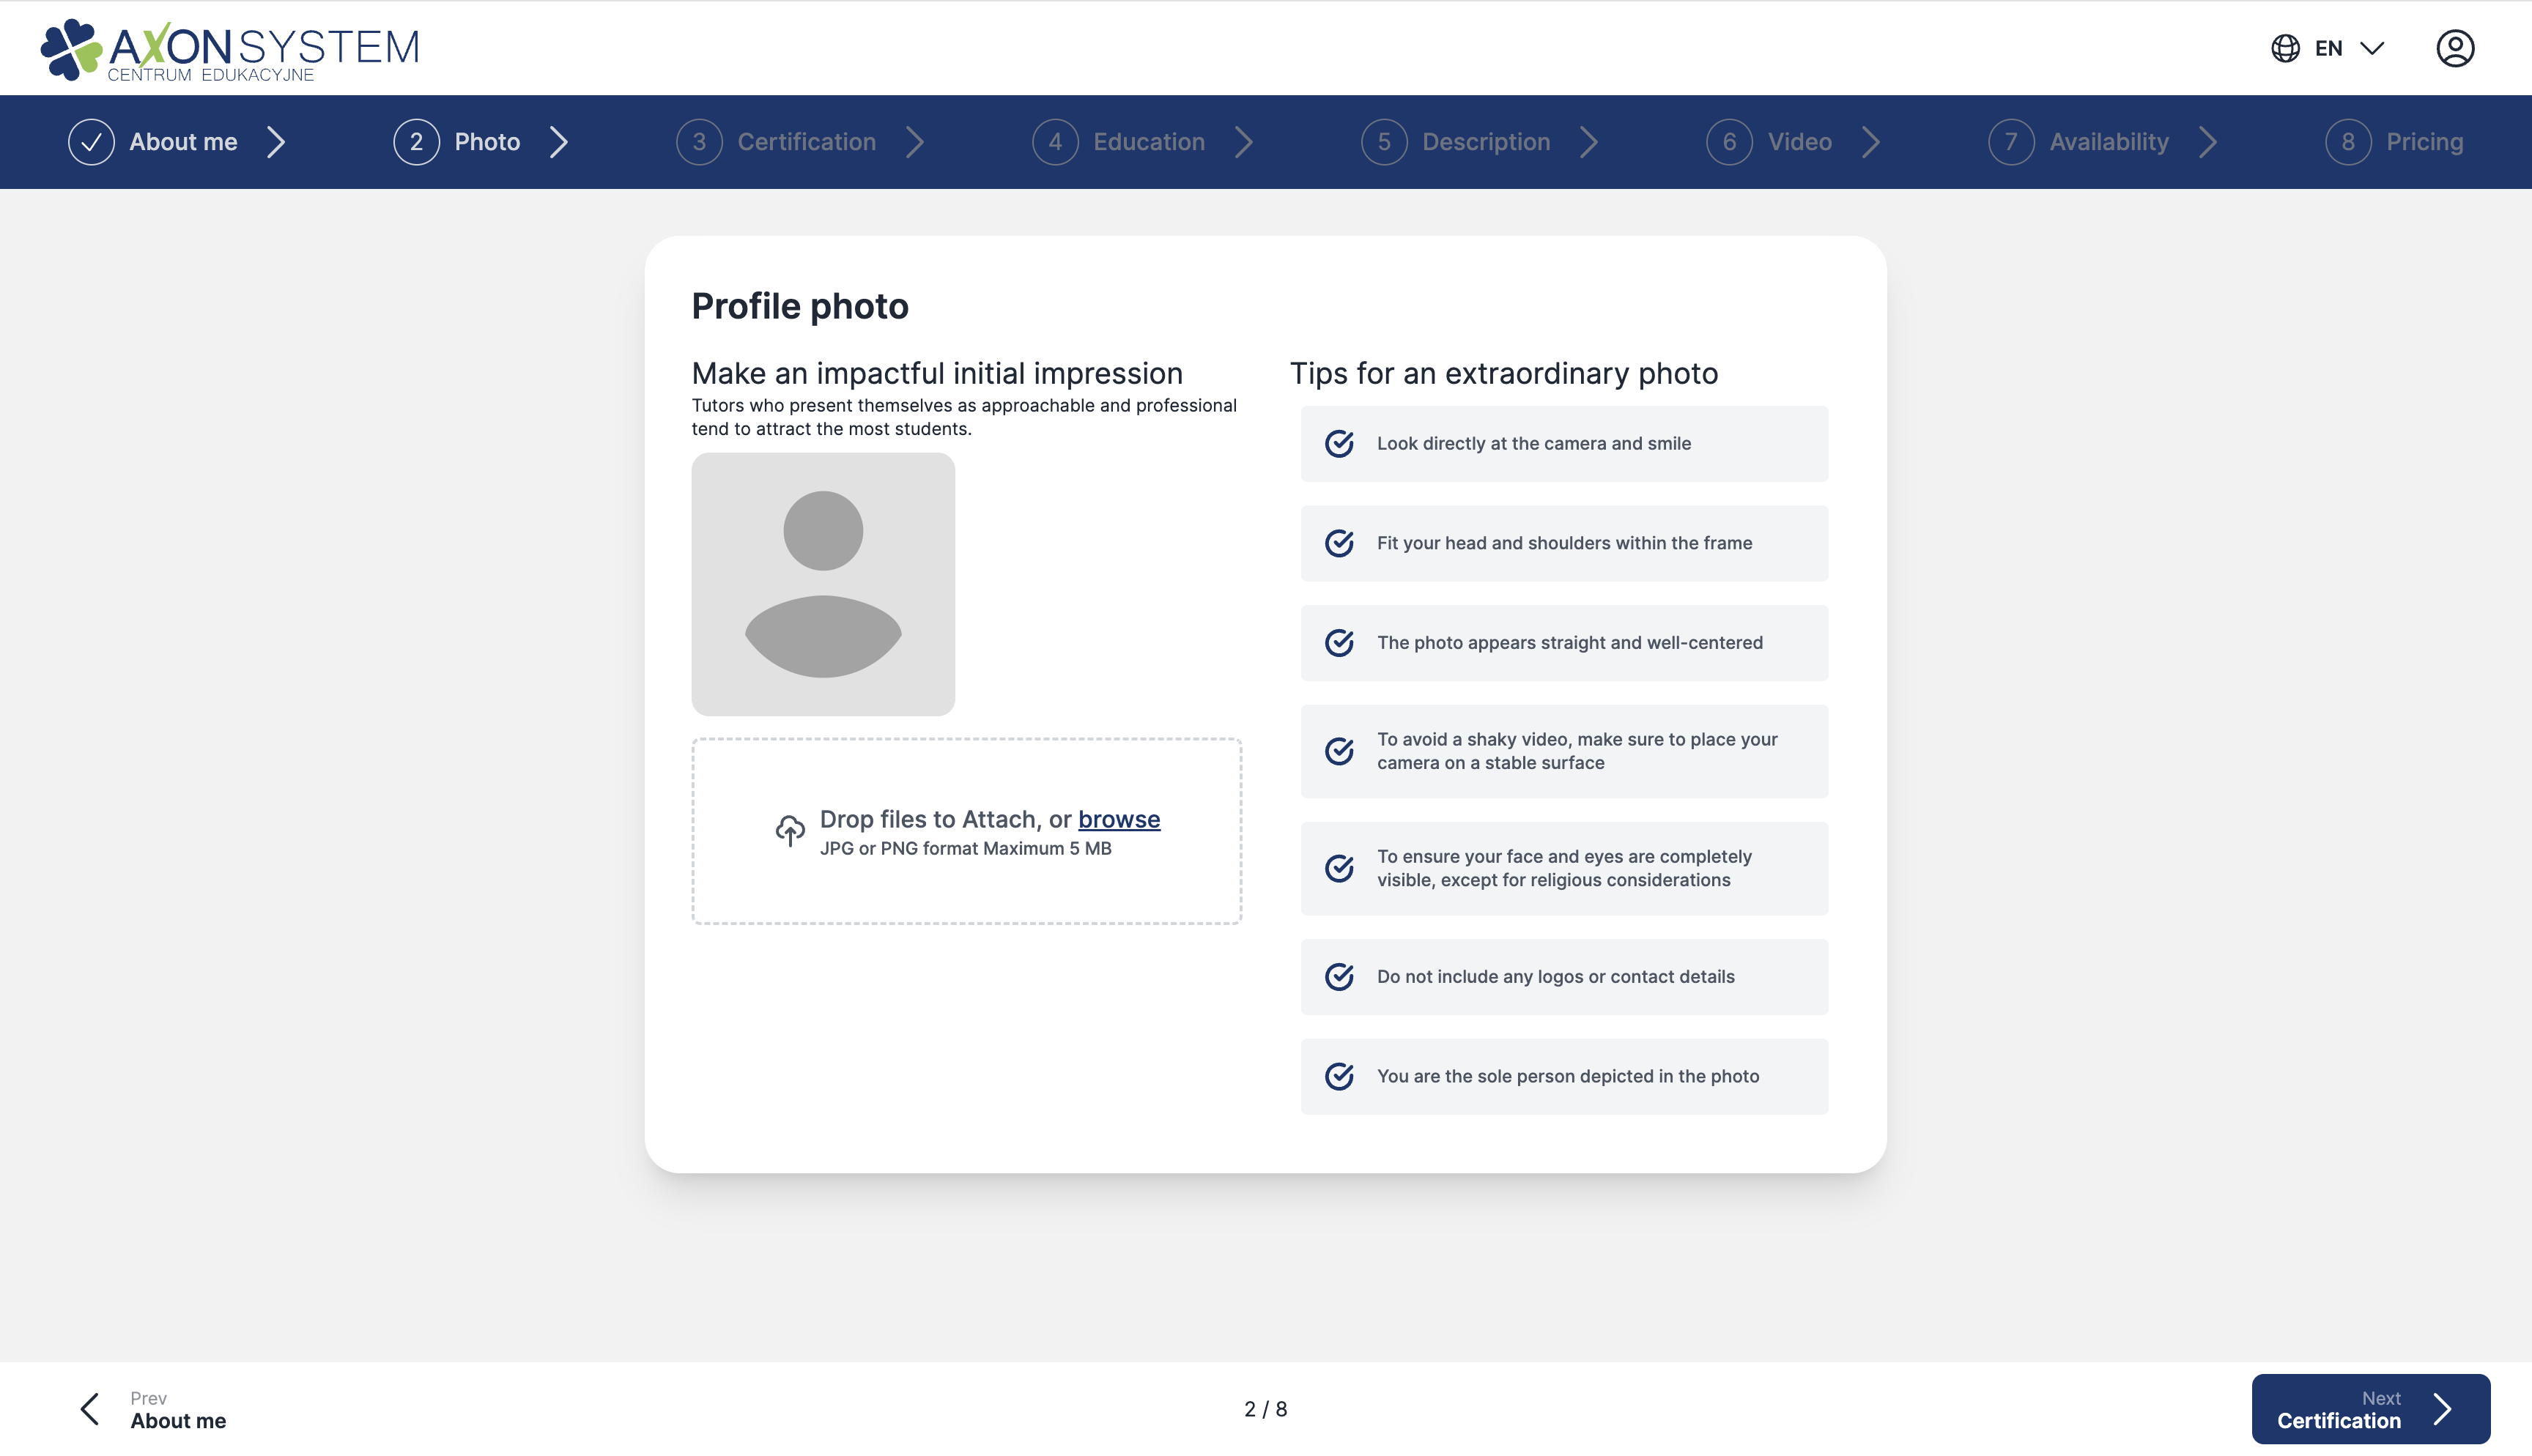 AXON SYSTEM
CENTRUM EDUKACYJNE
EN
About me
2 Photo
3 Certification
4 Education
5 Description
6 Video
7 Availability
8 Pricing
Profile photo
Make an impactful initial impression
Tutors who present themselves as approachable and professional
tend to attract the most students.
Drop files to Attach, or browse
JPG or PNG format Maximum 5 MB
Tips for an extraordinary photo
Look directly at the camera and smile
Fit your head and shoulders within the frame
The photo appears straight and well-centered
To avoid a shaky video, make sure to place your
camera on a stable surface
To ensure your face and eyes are completely
visible, except for religious considerations
Do not include any logos or contact details
You are the sole person depicted in the photo
Prev
About me
2 / 8
Next
Certification